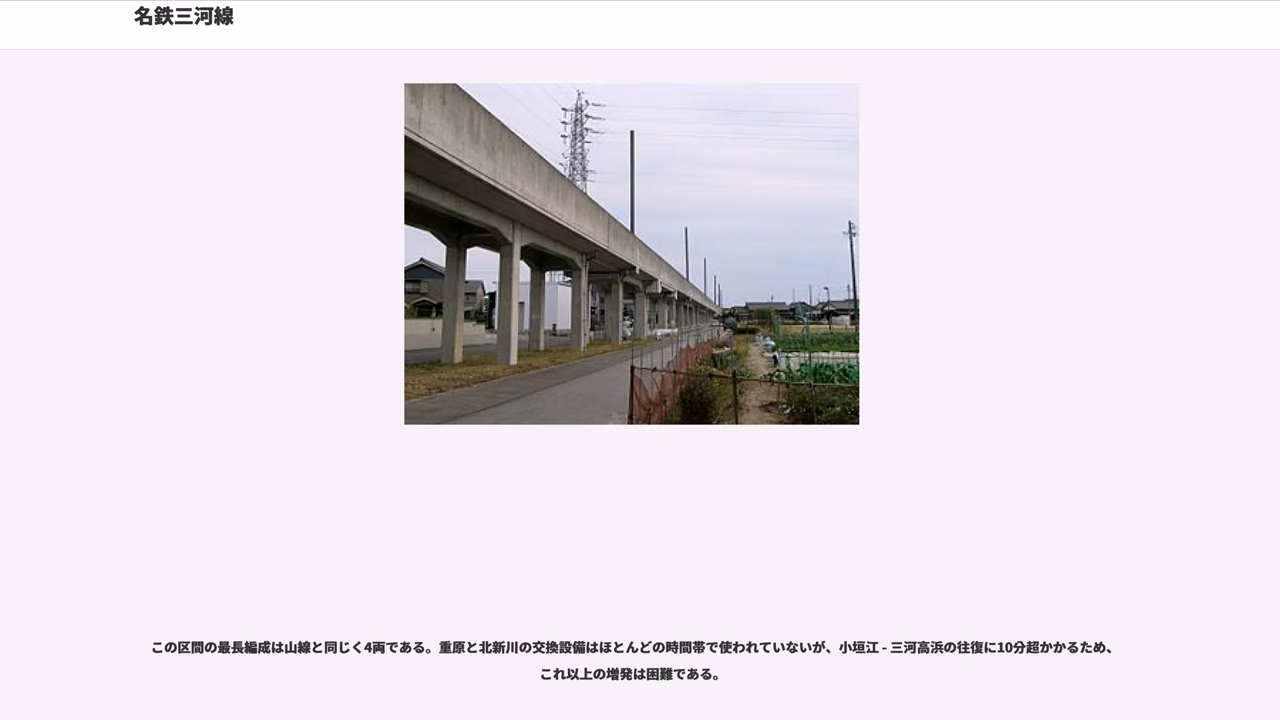 名鉄三河線
この区間の最長編成は山線と同じく4両である。重原と北新川の交換設備はほとんどの時間帯で使われていないが、小垣江 - 三河高浜の往復に10分超かかるため、
これ以上の増発は困難である。